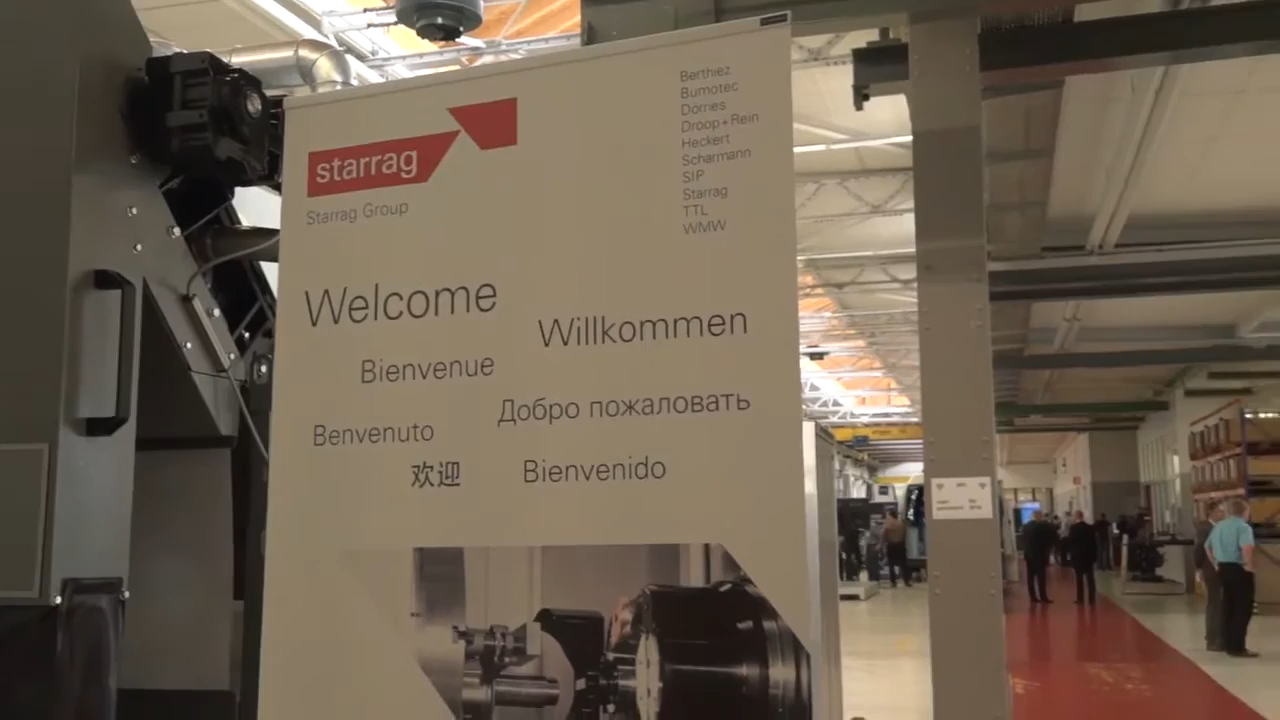 starrag
Starrag Group
Berthiez
Bumotec
Dörries
Droop+Rein
Heckert
Scharmann
SIP
Starrag
TTL
WMW
Welcome
Willkommen
Bienvenue
Добро пожаловать
Benvenuto
欢迎
Bienvenido